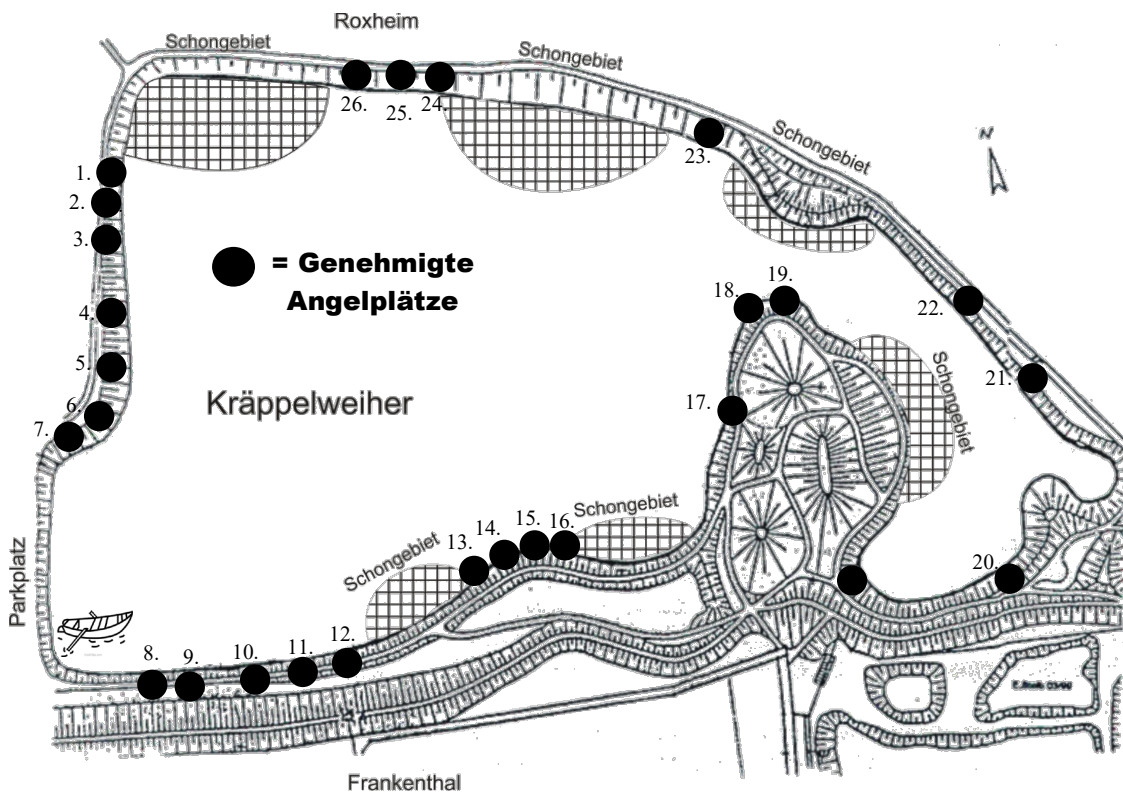 Roxheim
Schongebiet
Schongebiet
26.
25.
24.
23.
Schongebiet
N
1.
2.
3.
4.
5.
6.
7.
= Genehmigte
Angelplätze
Kräppelweiher
18.
19.
17.
22.
21.
Schongebiet
20.
Schongebiet
13.
14.
15.
16.
Schongebiet
Parkplatz
8.
9.
10.
11.
12.
Frankenthal